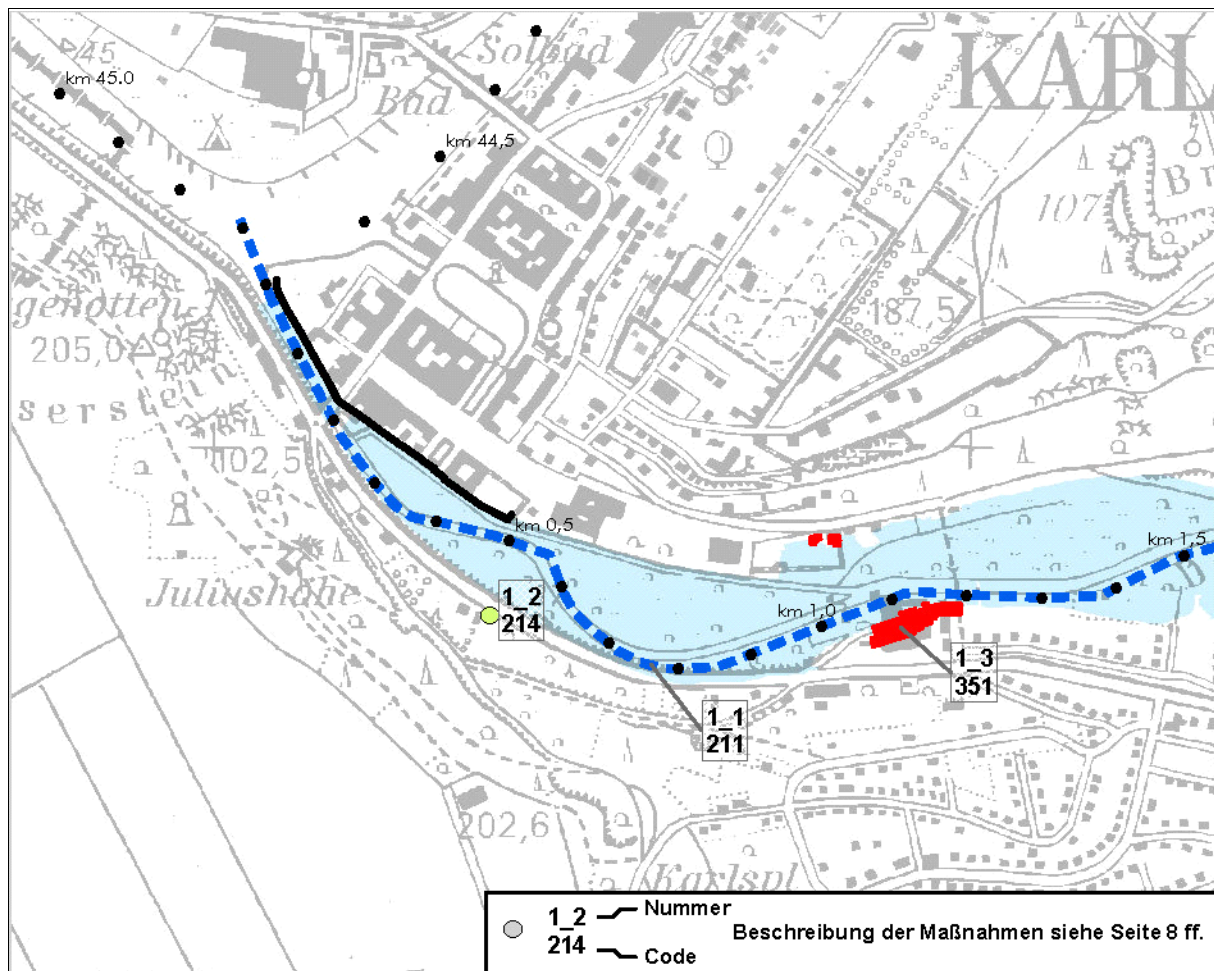 Solbad
KARL
45
km 45.0
Bad
km 44,5
Br
107
genotten-
187,5
205,0
serstein
102,5
km 0,5
km 1,5
Juliushöhe
1_2
214
km 1,0
1_3
351
1_1
211
202,6
Karlspl
1_2 Nummer
214 Code
Beschreibung der Maßnahmen siehe Seite 8 ff.